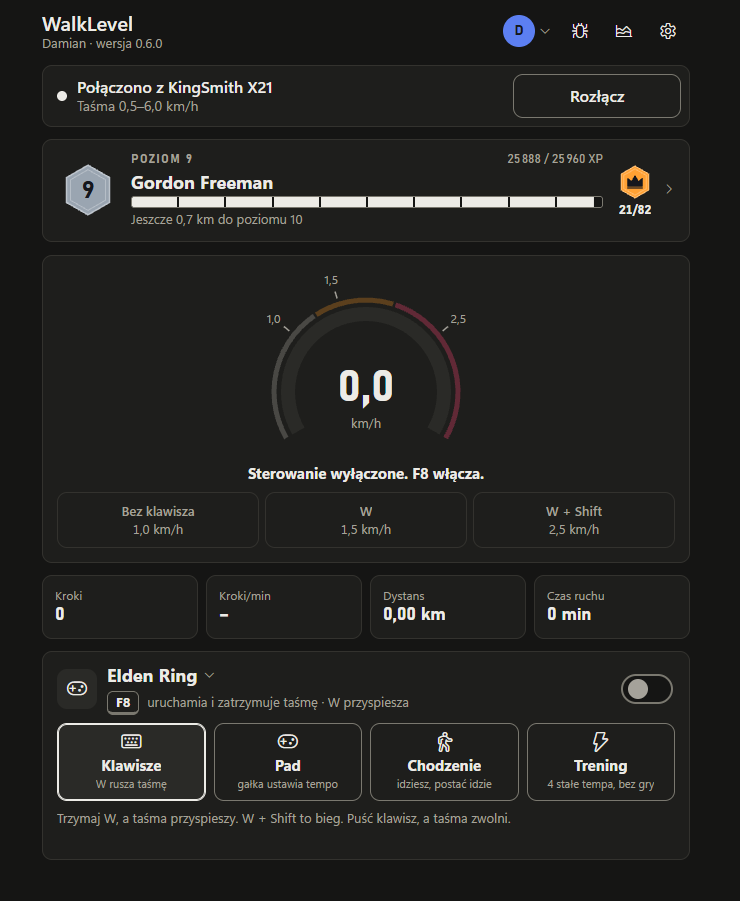 WalkLevel
Damian · wersja 0.6.0
D
Połączono z KingSmith X21
Taśma 0,5–6,0 km/h
Rozłącz
POZIOM 9
25 888 / 25 960 XP
9
Gordon Freeman
Jeszcze 0,7 km do poziomu 10
21/82
1,5
1,0
2,5
0,0
km/h
Sterowanie wyłączone. F8 włącza.
Bez klawisza
1,0 km/h
W
1,5 km/h
W + Shift
2,5 km/h
Kroki
0
Kroki/min
–
Dystans
0,00 km
Czas ruchu
0 min
Elden Ring
F8 uruchamia i zatrzymuje taśmę · W przyspiesza
Klawisze
W rusza taśmę
Pad
gałka ustawia tempo
Chodzenie
idziesz, postać idzie
Trening
4 stałe tempa, bez gry
Trzymaj W, a taśma przyspieszy. W + Shift to bieg. Puść klawisz, a taśma zwolni.